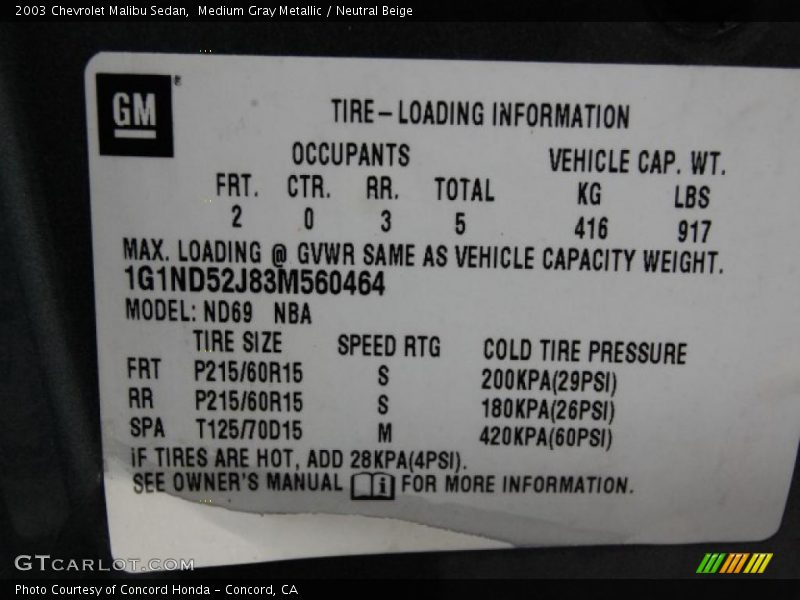 2003 Chevrolet Malibu Sedan,  Medium Gray Metallic / Neutral Beige
GM®
TIRE–LOADING INFORMATION
OCCUPANTS VEHICLE CAP. WT.
FRT. CTR. RR. TOTAL KG LBS
2 0 3 5 416 917
MAX. LOADING @ GVWR SAME AS VEHICLE CAPACITY WEIGHT.
1G1ND52J83M560464
MODEL: ND69 NBA
TIRE SIZE SPEED RTG COLD TIRE PRESSURE
FRT P215/60R15 S 200KPA(29PSI)
RR P215/60R15 S 180KPA(26PSI)
SPA T125/70D15 M 420KPA(60PSI)
IF TIRES ARE HOT, ADD 28KPA(4PSI).
SEE OWNER'S MANUAL i FOR MORE INFORMATION.
GTCARLOT.COM
Photo Courtesy of Concord Honda – Concord, CA